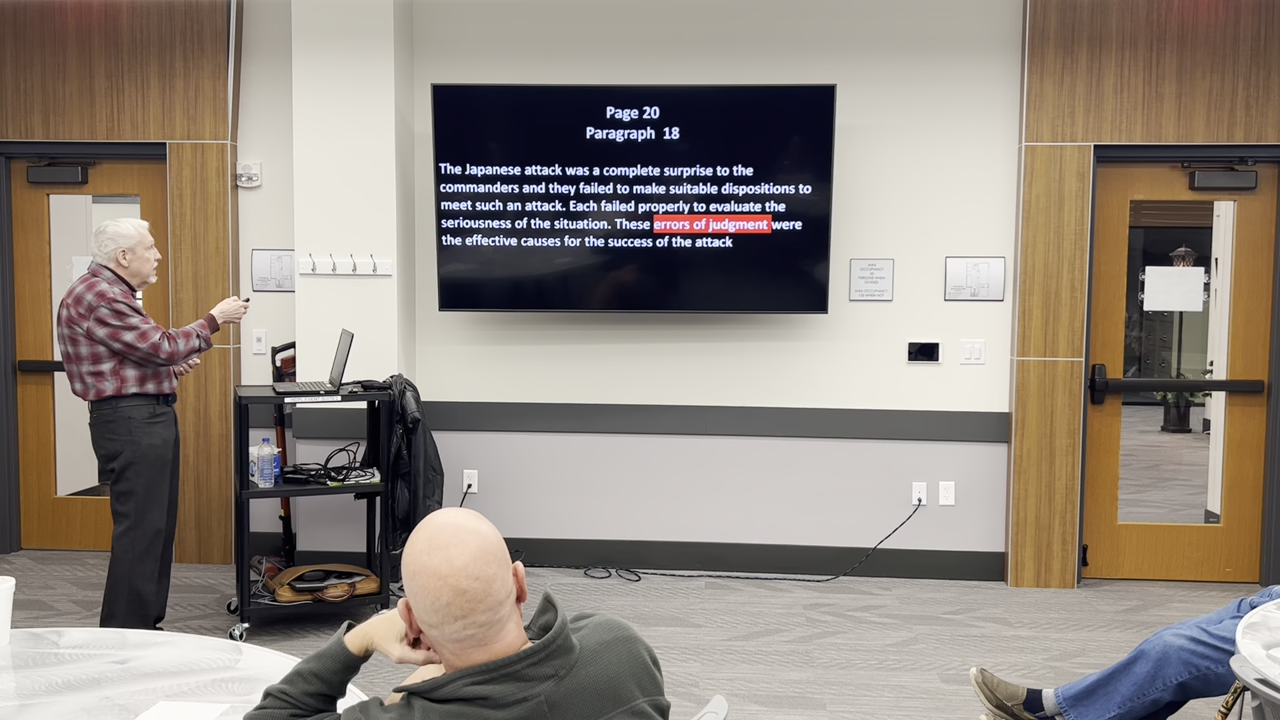 Page 20
Paragraph 18
The Japanese attack was a complete surprise to the
commanders and they failed to make suitable dispositions to
meet such an attack. Each failed properly to evaluate the
seriousness of the situation. These errors of judgment were
the effective causes for the success of the attack